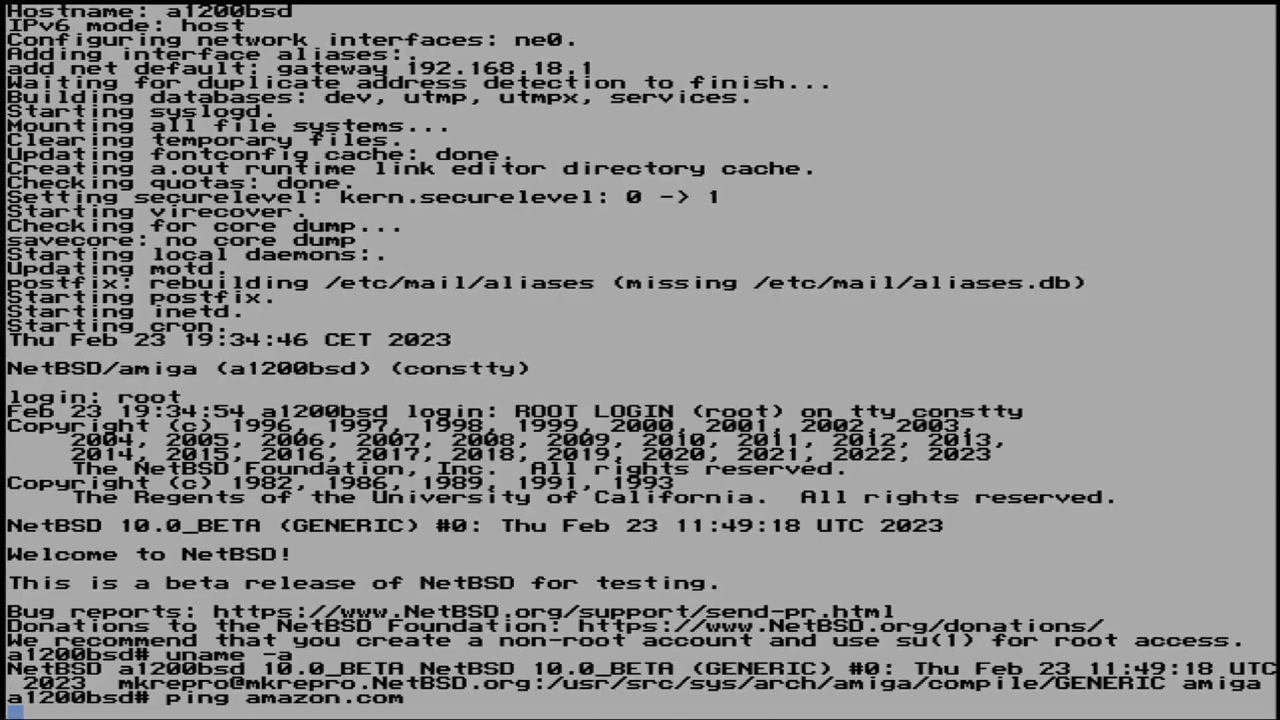 Hostname: a1200bsd
IPv6 mode: host
Configuring network interfaces: ne0.
Adding interface aliases:.
add net default: gateway 192.168.18.1
Waiting for duplicate address detection to finish...
Building databases: dev, utmp, utmpx, services.
Starting syslogd.
Mounting all file systems...
Clearing temporary files.
Updating fontconfig cache: done.
Creating a.out runtime link editor directory cache.
Checking quotas: done.
Setting securelevel: kern.securelevel: 0 -> 1
Starting virecover.
Checking for core dump...
savecore: no core dump
Starting local daemons:.
Updating motd.
postfix: rebuilding /etc/mail/aliases (missing /etc/mail/aliases.db)
Starting postfix.
Starting inetd.
Starting cron.
Thu Feb 23 19:34:46 CET 2023
NetBSD/amiga (a1200bsd) (constty)
login: root
Feb 23 19:34:54 a1200bsd login: ROOT LOGIN (root) on tty constty
Copyright (c) 1996, 1997, 1998, 1999, 2000, 2001, 2002, 2003,
2004, 2005, 2006, 2007, 2008, 2009, 2010, 2011, 2012, 2013,
2014, 2015, 2016, 2017, 2018, 2019, 2020, 2021, 2022, 2023
The NetBSD Foundation, Inc.  All rights reserved.
Copyright (c) 1982, 1986, 1989, 1991, 1993
The Regents of the University of California.  All rights reserved.
NetBSD 10.0_BETA (GENERIC) #0: Thu Feb 23 11:49:18 UTC 2023
Welcome to NetBSD!
This is a beta release of NetBSD for testing.
Bug reports: https://www.NetBSD.org/support/send-pr.html
Donations to the NetBSD Foundation: https://www.NetBSD.org/donations/
We recommend that you create a non-root account and use su(1) for root access.
a1200bsd# uname -a
NetBSD a1200bsd 10.0_BETA NetBSD 10.0_BETA (GENERIC) #0: Thu Feb 23 11:49:18 UTC
2023  mkrepro@mkrepro.NetBSD.org:/usr/src/sys/arch/amiga/compile/GENERIC amiga
a1200bsd# ping amazon.com